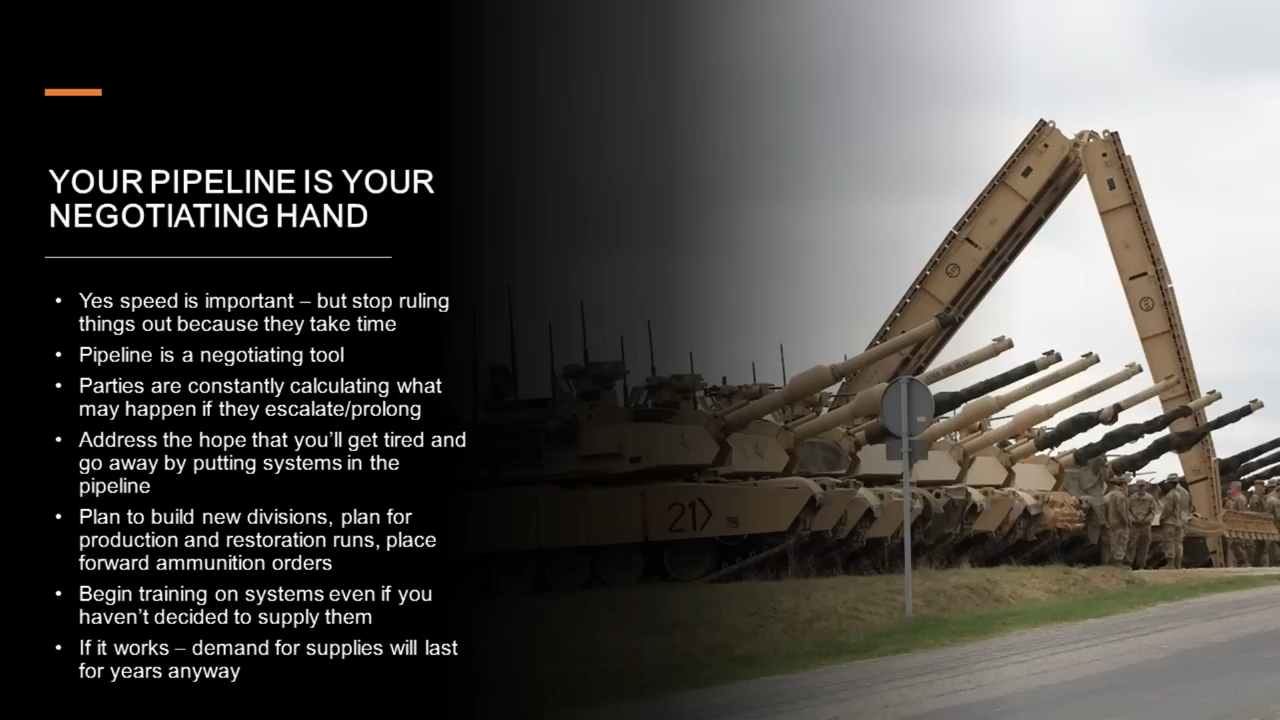 YOUR PIPELINE IS YOUR
NEGOTIATING HAND
• Yes speed is important – but stop ruling
things out because they take time
• Pipeline is a negotiating tool
• Parties are constantly calculating what
may happen if they escalate/prolong
• Address the hope that you’ll get tired and
go away by putting systems in the
pipeline
• Plan to build new divisions, plan for
production and restoration runs, place
forward ammunition orders
• Begin training on systems even if you
haven’t decided to supply them
• If it works – demand for supplies will last
for years anyway
21